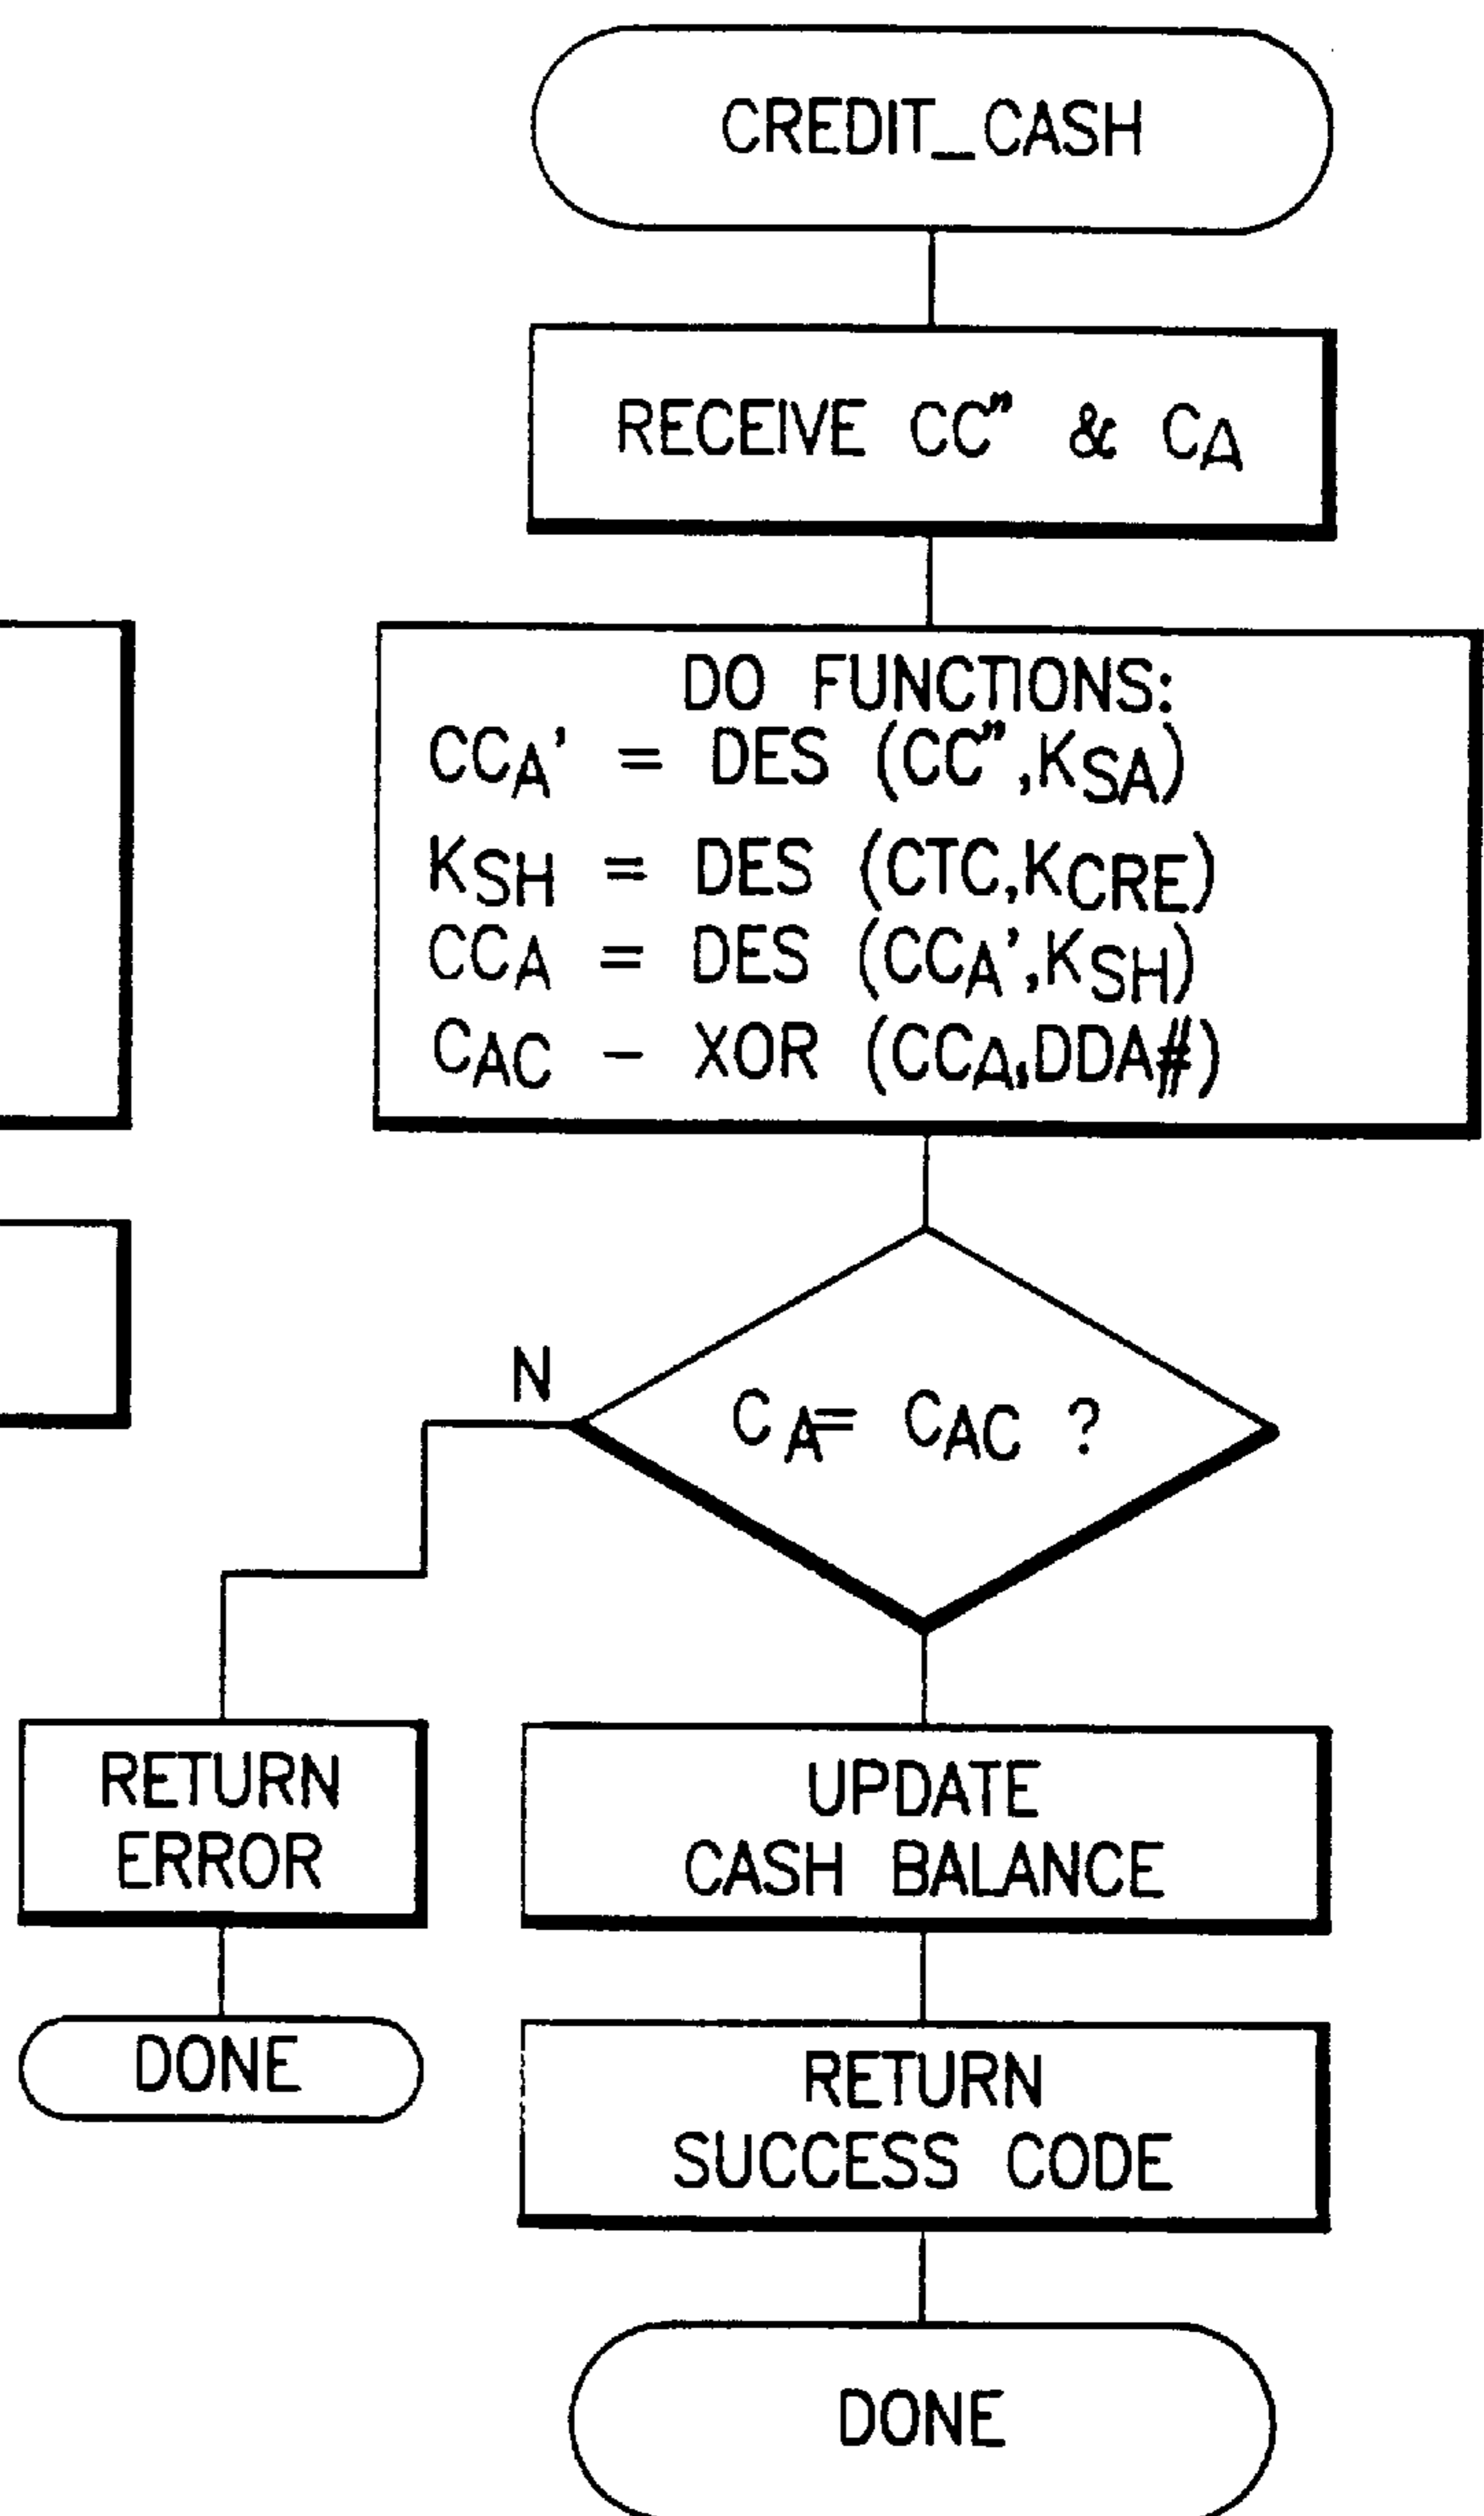 CREDIT_CASH
RECEIVE CC" & CA
DO FUNCTIONS:
CCA' = DES (CC",KSA)
KSH = DES (CTC,KCRE)
CCA = DES (CCA',KSH)
CAC - XOR (CCA,DDA#)
N
CA= CAC ?
RETURN
ERROR
UPDATE
CASH BALANCE
DONE
RETURN
SUCCESS CODE
DONE